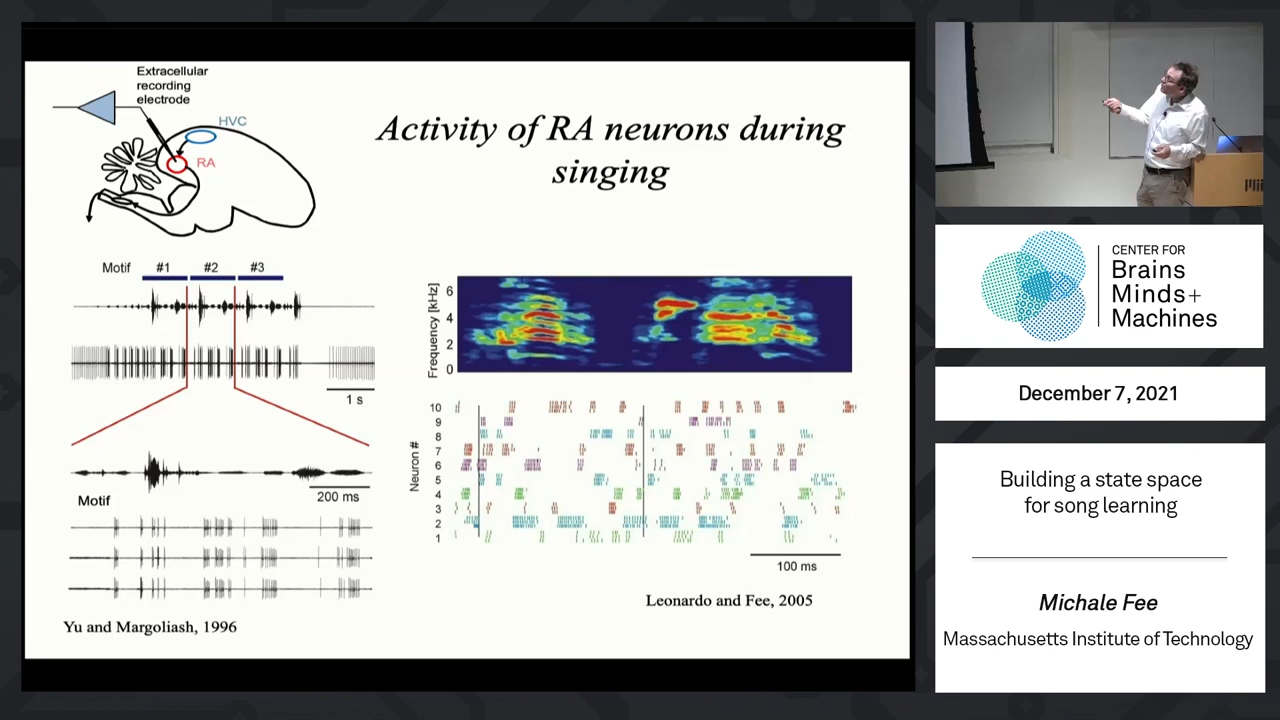 Extracellular
recording
electrode
HVC
RA
Activity of RA neurons during
singing
Motif #1 #2 #3
1 s
200 ms
Motif
Yu and Margoliash, 1996
Frequency [kHz]
6
4
2
0
Neuron #
10
9
8
7
6
5
4
3
2
1
100 ms
Leonardo and Fee, 2005
CENTER FOR
Brains
Minds+
Machines
December 7, 2021
Building a state space
for song learning
Michale Fee
Massachusetts Institute of Technology